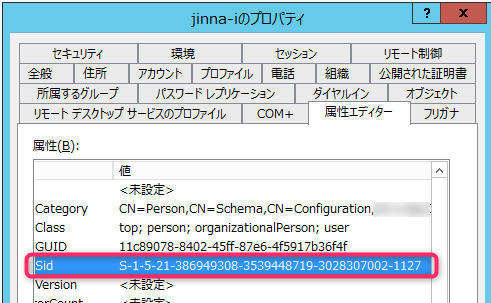 jinna-iのプロパティ
? x
セキュリティ 環境 セッション リモート制御
全般 住所 アカウント プロファイル 電話 組織 公開された証明書
所属するグループ パスワード レプリケーション ダイヤルイン オブジェクト
リモート デスクトップ サービスのプロファイル COM+ 属性エディター フリガナ
属性(B):
値
<未設定>
Category CN=Person,CN=Schema,CN=Configuration,
Class top; person; organizationalPerson; user
GUID 11c89078-8402-45ff-87e6-4f5917b36f4f
Sid S-1-5-21-386949308-3539448719-3028307002-1127
Version <未設定>
<未設定>